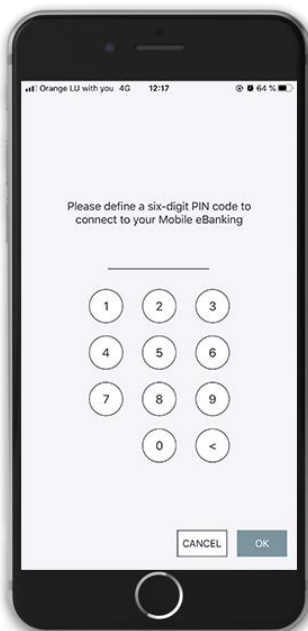 Orange LU with you 4G 12:17 64 %
Please define a six-digit PIN code to
connect to your Mobile eBanking
1 2 3
4 5 6
7 8 9
0 <
CANCEL OK